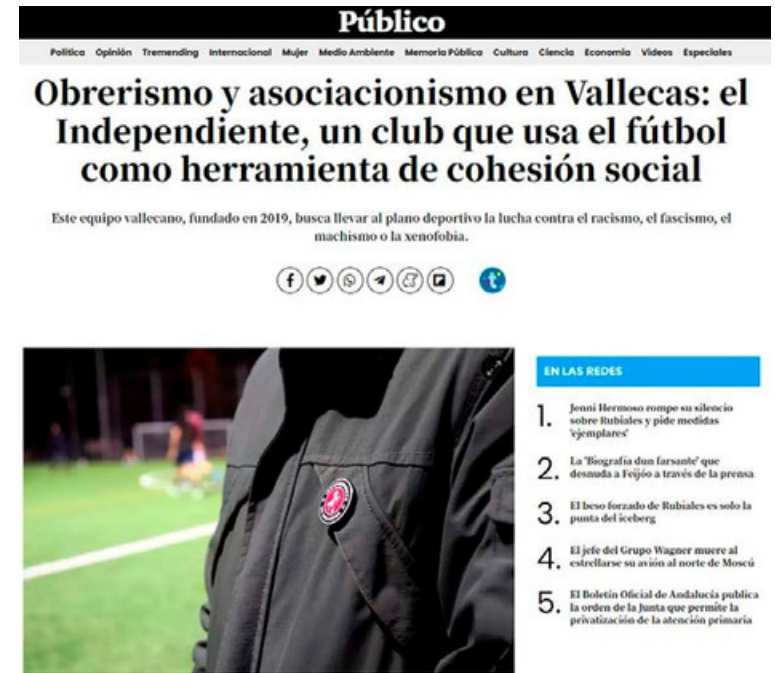 Público
Política Opinión Tremending Internacional Mujer Medio Ambiente Memoria Pública Cultura Ciencia Economía Videos Especiales
Obrerismo y asociacionismo en Vallecas: el
Independiente, un club que usa el fútbol
como herramienta de cohesión social
Este equipo vallecano, fundado en 2019, busca llevar al plano deportivo la lucha contra el racismo, el fascismo, el
machismo o la xenofobia.
EN LAS REDES
1. Jenni Hermoso rompe su silencio
sobre Rubiales y pide medidas
'ejemplares'
2. La 'Biografía dun farsante' que
desnuda a Feijóo a través de la prensa
3. El beso forzado de Rubiales es solo la
punta del iceberg
4. El jefe del Grupo Wagner muere al
estrellarse su avión al norte de Moscú
5. El Boletín Oficial de Andalucía publica
la orden de la Junta que permite la
privatización de la atención primaria